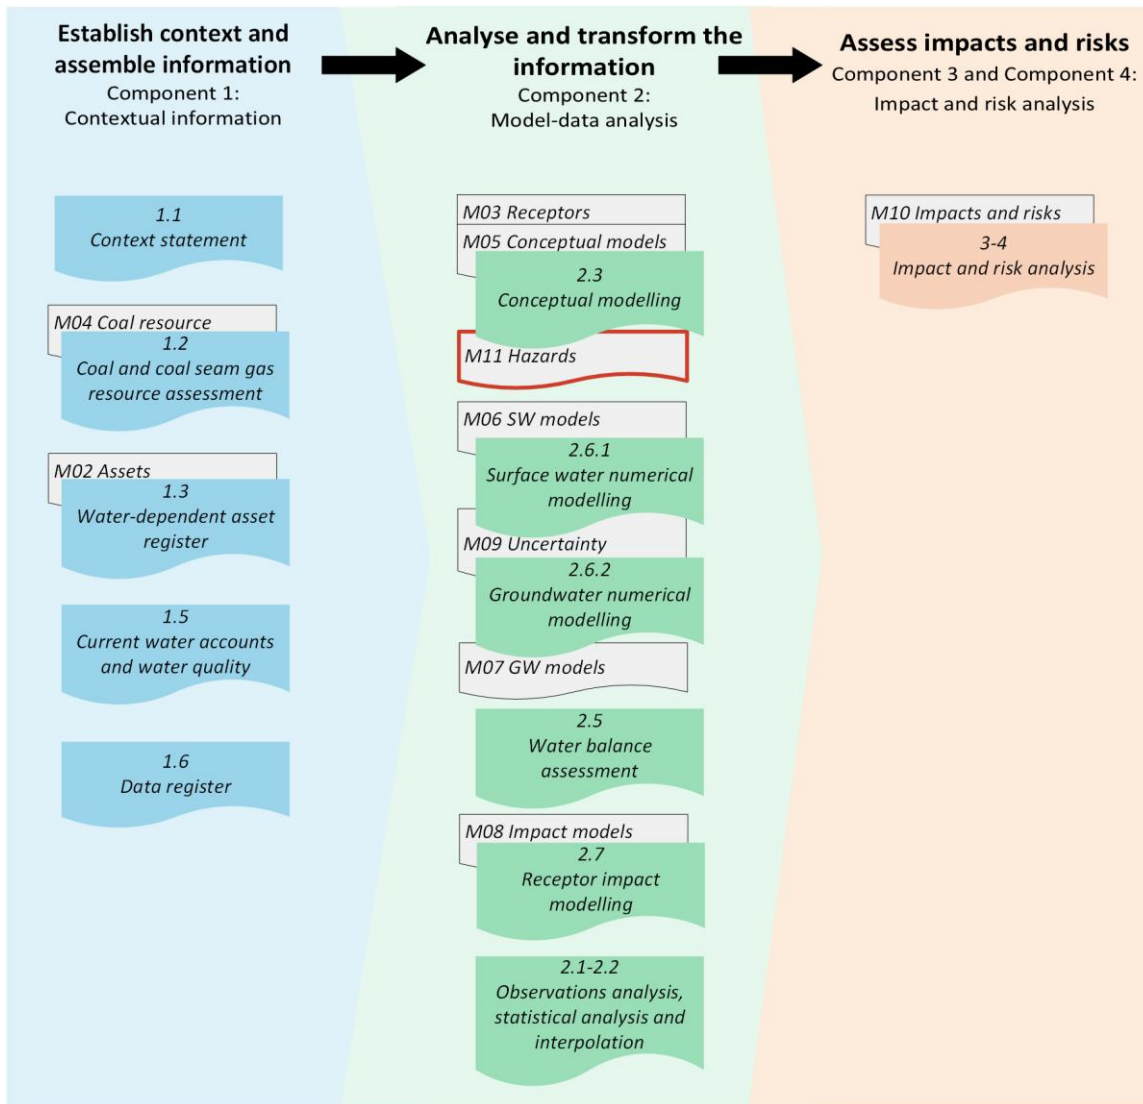 Establish context and
assemble information
Component 1:
Contextual information
1.1
Context statement
M04 Coal resource
1.2
Coal and coal seam gas
resource assessment
M02 Assets
1.3
Water-dependent asset
register
1.5
Current water accounts
and water quality
1.6
Data register
Analyse and transform the
information
Component 2:
Model-data analysis
M03 Receptors
M05 Conceptual models
2.3
Conceptual modelling
M11 Hazards
M06 SW models
2.6.1
Surface water numerical
modelling
M09 Uncertainty
2.6.2
Groundwater numerical
modelling
M07 GW models
2.5
Water balance
assessment
M08 Impact models
2.7
Receptor impact
modelling
2.1-2.2
Observations analysis,
statistical analysis and
interpolation
Assess impacts and risks
Component 3 and Component 4:
Impact and risk analysis
M10 Impacts and risks
3-4
Impact and risk analysis